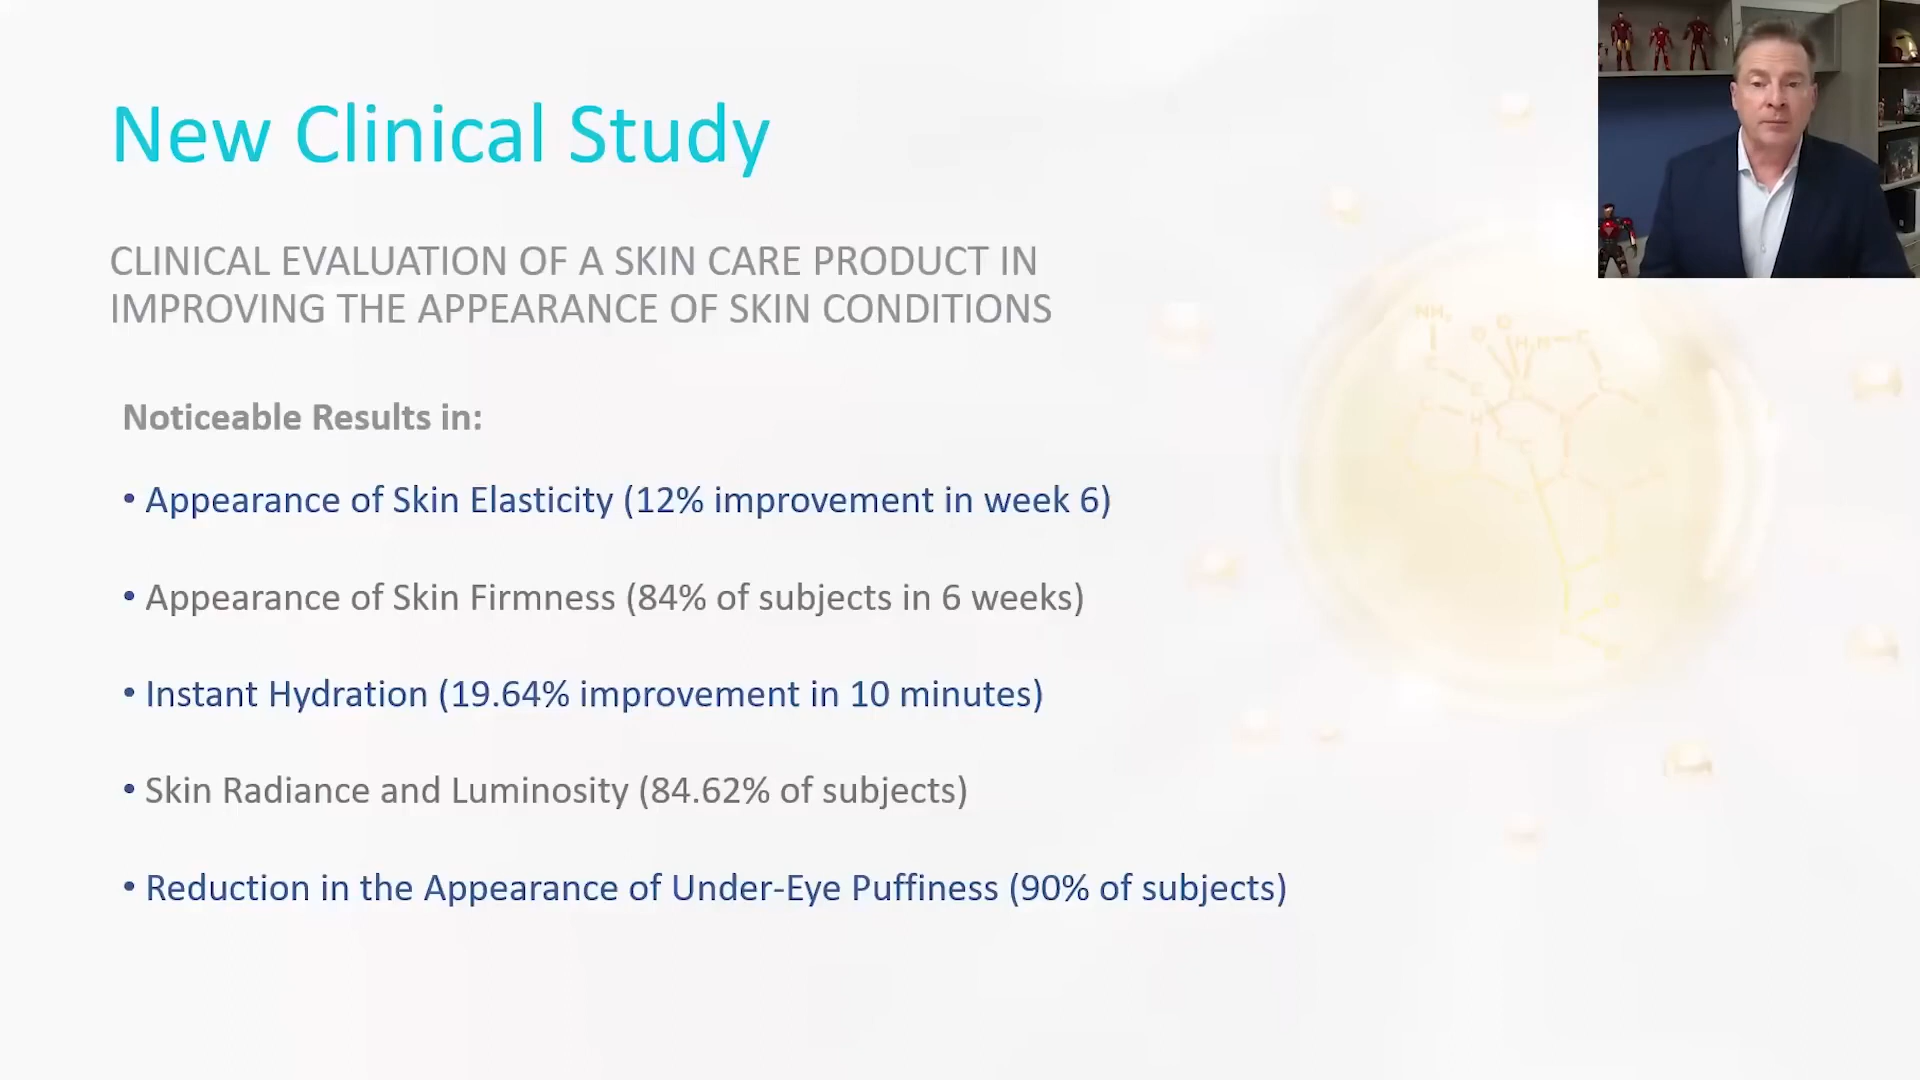 New Clinical Study
CLINICAL EVALUATION OF A SKIN CARE PRODUCT IN
IMPROVING THE APPEARANCE OF SKIN CONDITIONS
Noticeable Results in:
• Appearance of Skin Elasticity (12% improvement in week 6)
• Appearance of Skin Firmness (84% of subjects in 6 weeks)
• Instant Hydration (19.64% improvement in 10 minutes)
• Skin Radiance and Luminosity (84.62% of subjects)
• Reduction in the Appearance of Under-Eye Puffiness (90% of subjects)